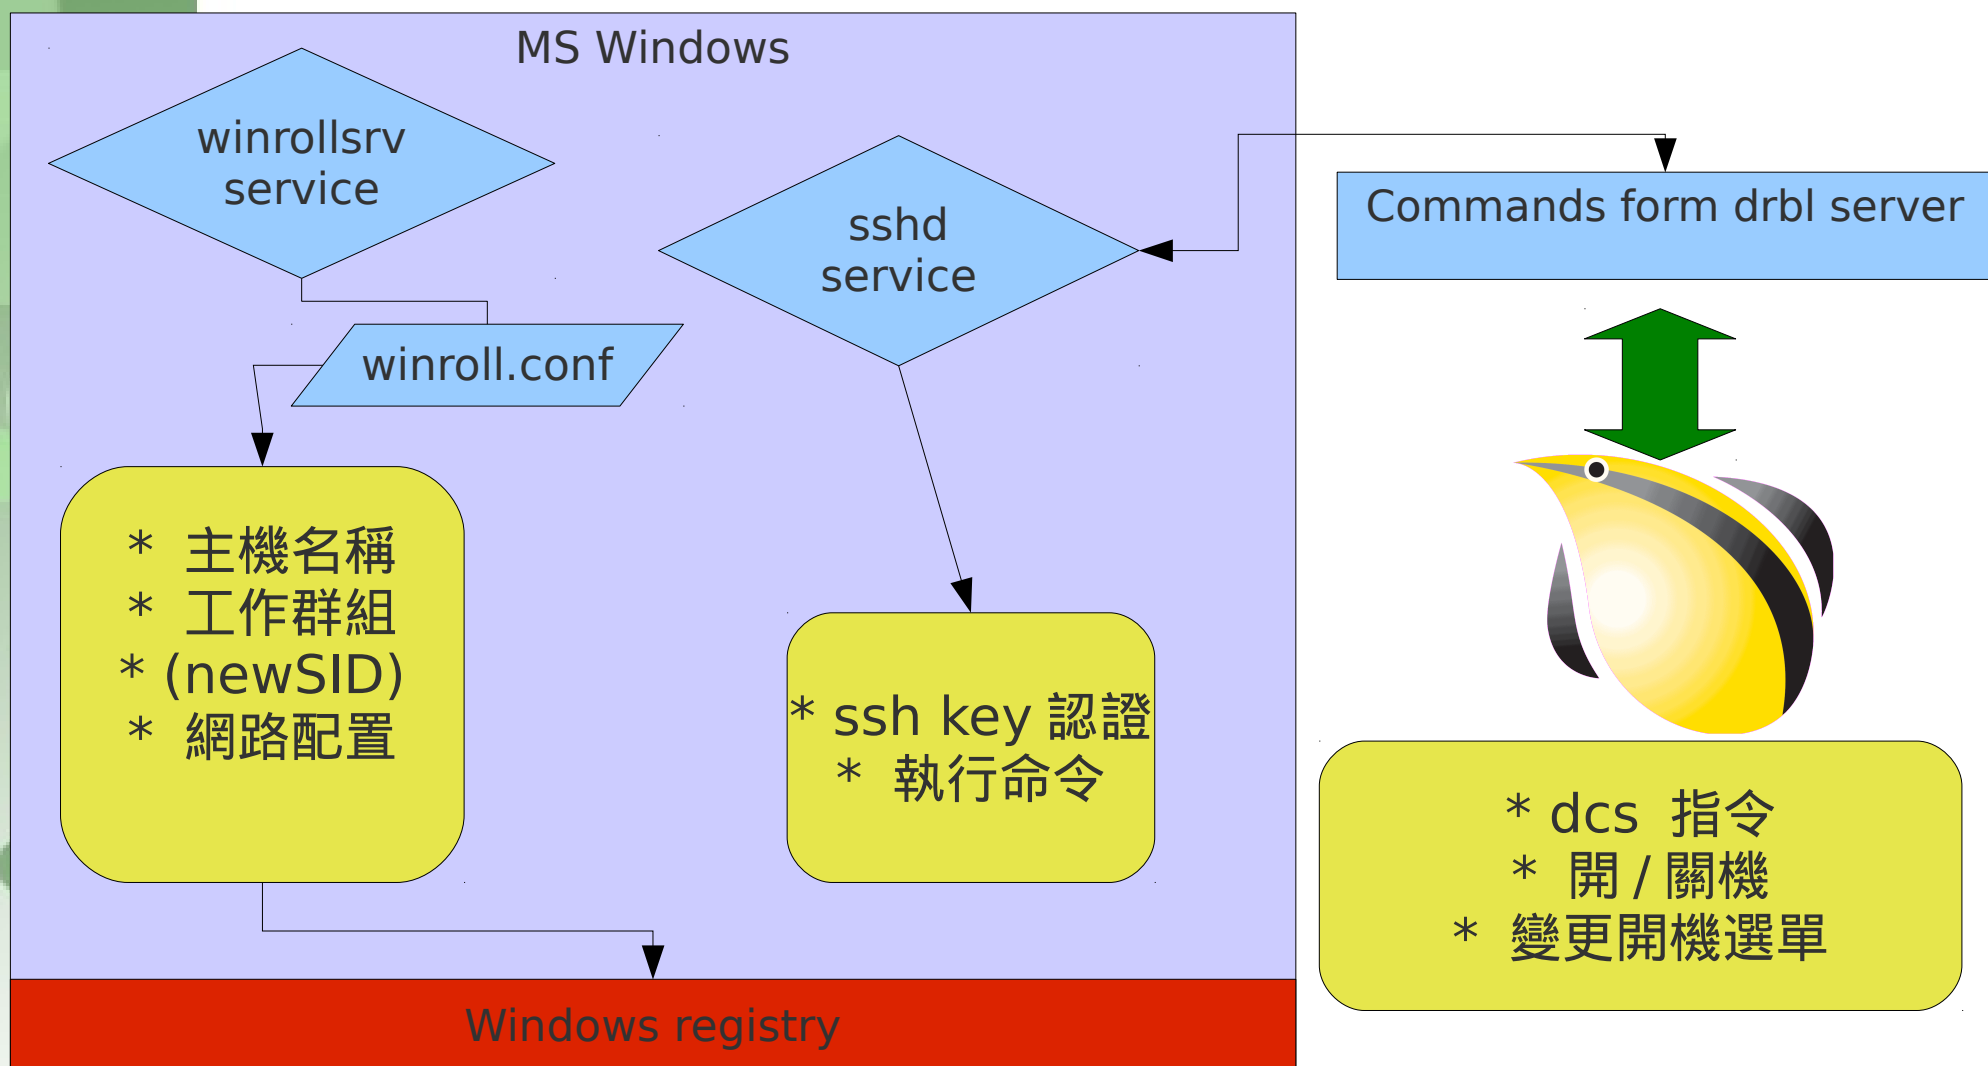 MS Windows
winrollsrv
service
sshd
service
Commands form drbl server
winroll.conf
* 主機名稱
* 工作群組
* (newSID)
* 網路配置
* ssh key 認證
* 執行命令
* dcs 指令
* 開 / 關機
* 變更開機選單
Windows registry